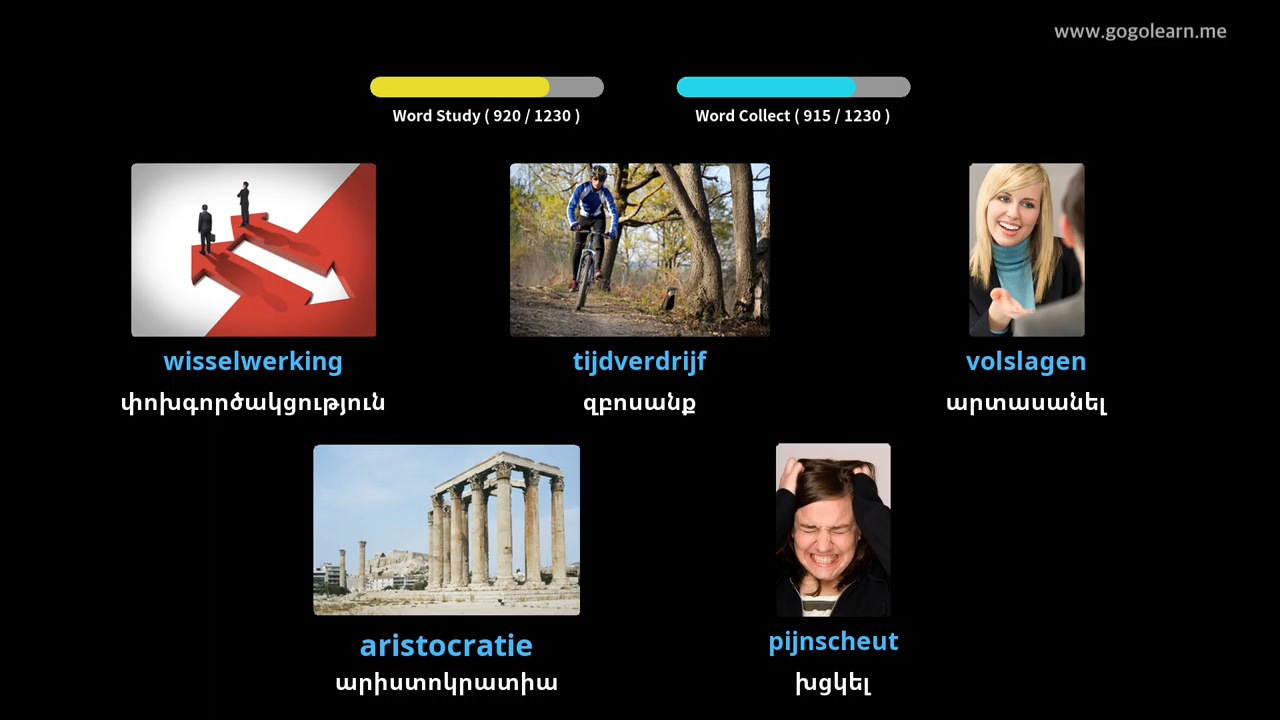 www.gogolearn.me
Word Study ( 920 / 1230 )
Word Collect ( 915 / 1230 )
wisselwerking
փոխգործակցություն
tijdverdrijf
զբոսանք
volslagen
արտասանել
aristocratie
արիստոկրատիա
pijnscheut
խցկել